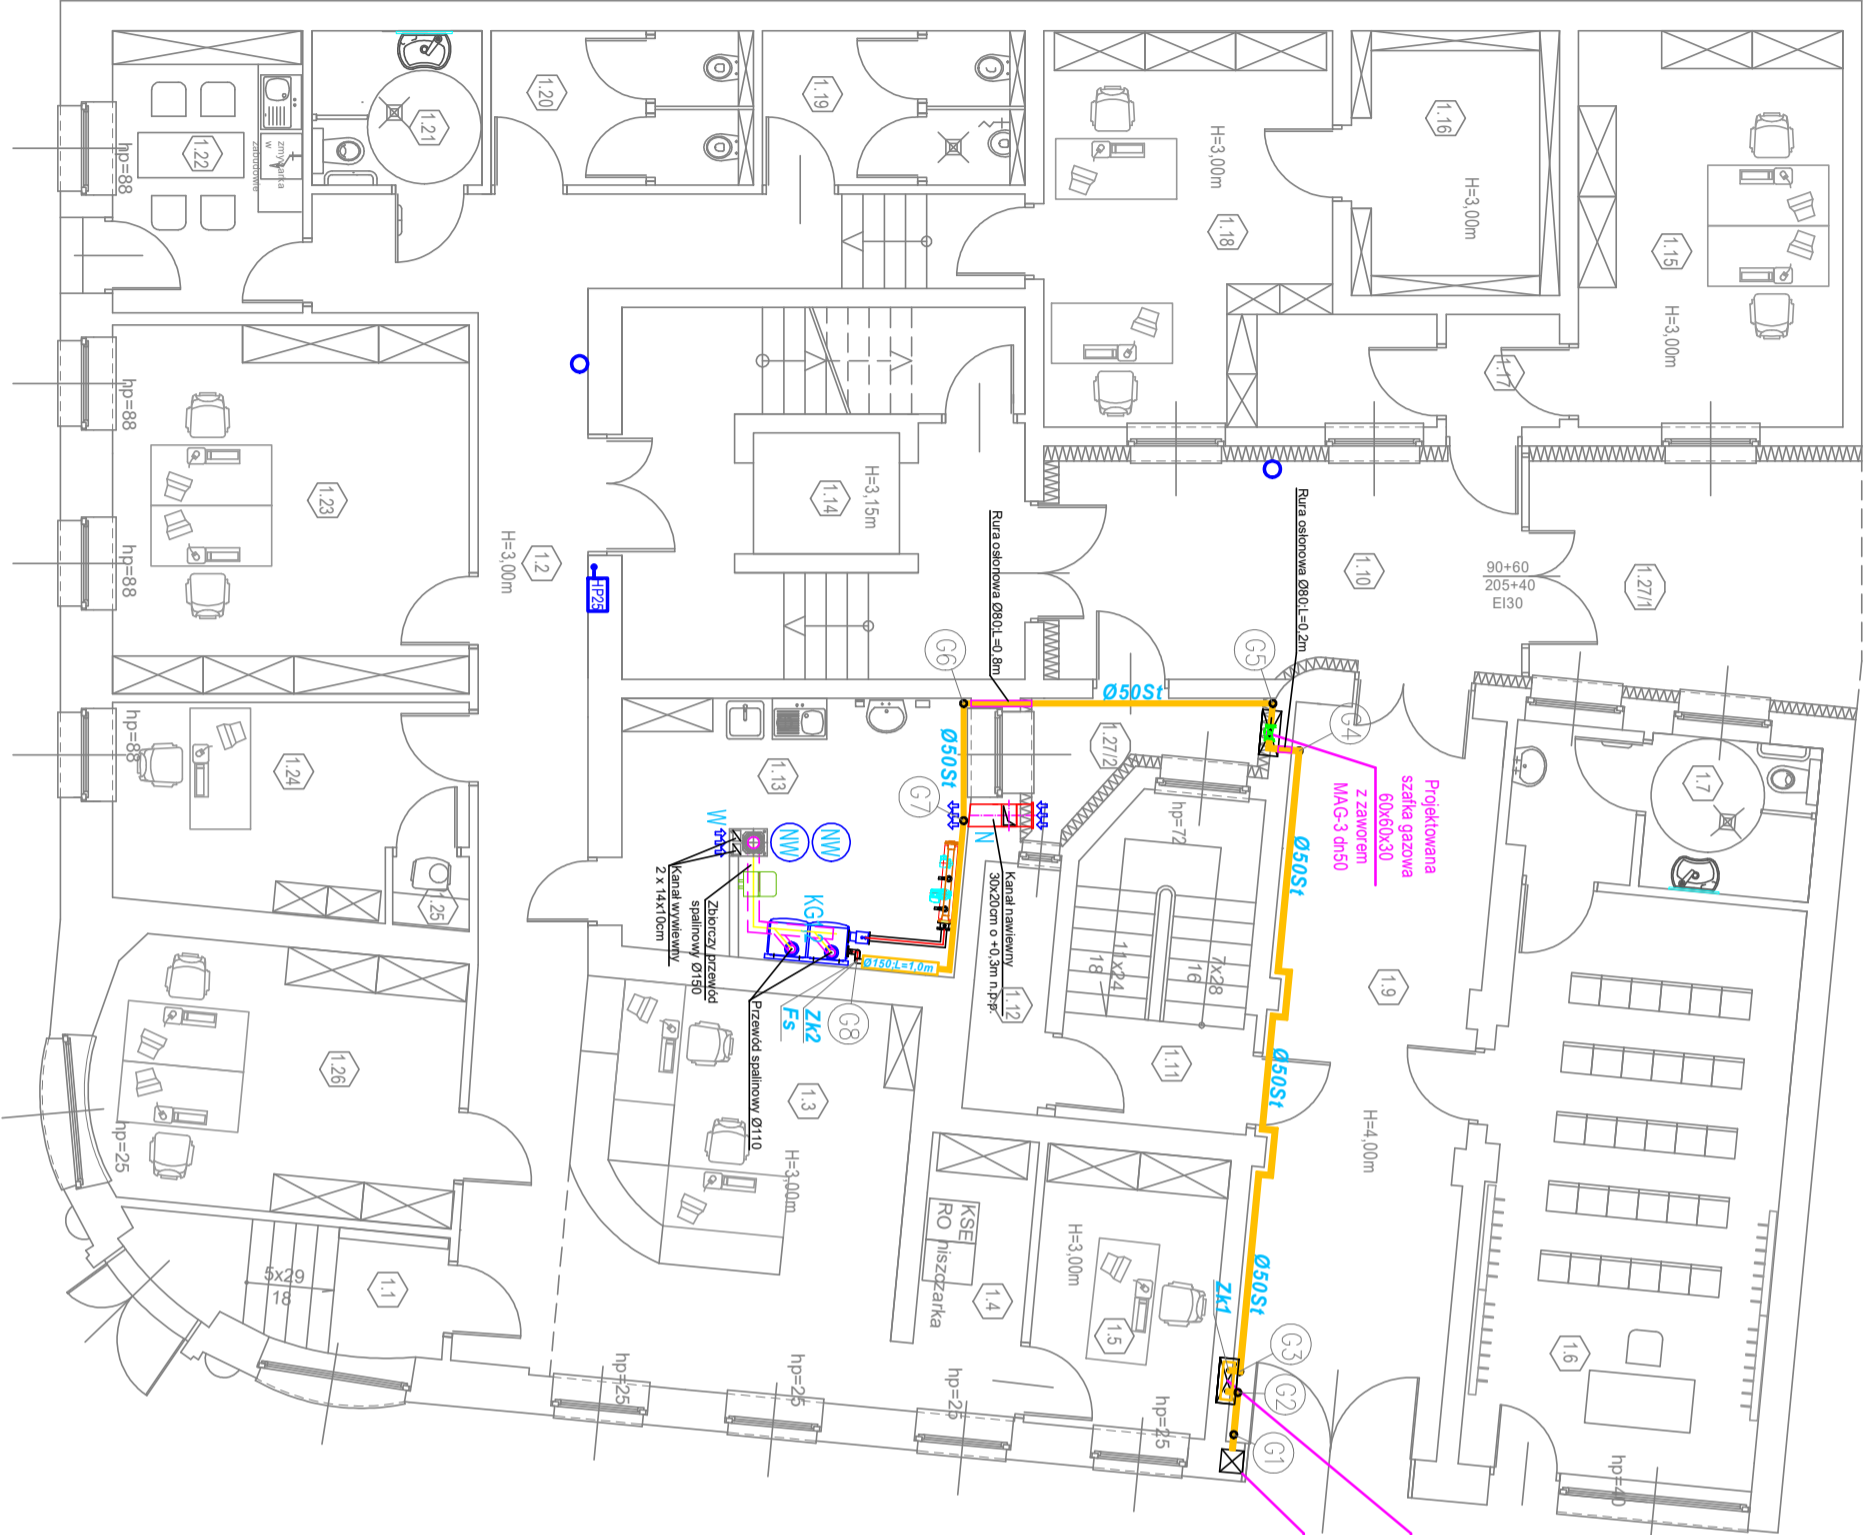 1.20
1.19
1.16
1.21
1.22
zmywarka
w
zabudowie
hp=88
H=3,00m
1.18
H=3,00m
1.15
H=3,00m
1.17
hp=88
1.23
hp=88
H=3,00m
1.2
HP25
1.14
H=3,15m
Rura osłonowa Ø80;L=0,8m
Rura osłonowa Ø80;L=0,2m
1.10
90+60
205+40
EI30
1.27/1
G6
G5
G4
Ø50St
Ø50St
1.27/2
G7
hp=88
1.24
1.25
1.13
W
NW
NW
N
Kanał nawiewny
30x20cm o +0,3m n.p.p.
Kanał wywiewny
2 x 14x10cm
Zbiorczy przewód
spalinowy Ø150
Przewód spalinowy Ø110
Ø150;L=1,0m
Zk2
Fs
G8
1.12
hp=72
7x28
16
11x24
18
1.11
Projektowana
szafka gazowa
60x60x30
z zaworem
MAG-3 dn50
Ø50St
Ø50St
Ø50St
1.7
1.9
H=4,00m
1.26
hp=25
1.3
H=3,00m
KSE
RO
niszczarka
1.4
H=3,00m
1.5
Zk1
G3
G2
G1
1.6
1.1
5x29
18
hp=25
hp=25
hp=25
hp=25
hp=40